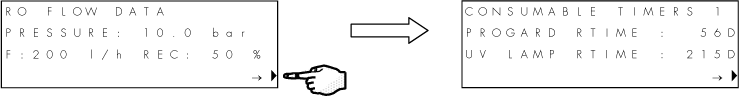 RO FLOW DATA
PRESSURE: 10.0 bar
F:200 l/h REC: 50 %
→
CONSUMABLE TIMERS 1
PROGARD RTIME : 56D
UV LAMP RTIME : 215D
→